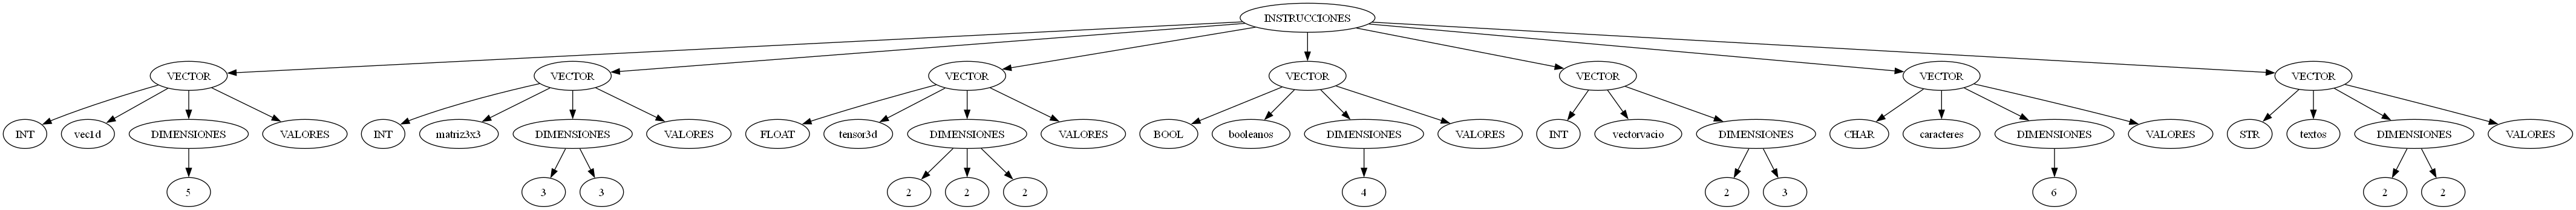 INSTRUCCIONES
VECTOR VECTOR VECTOR VECTOR VECTOR VECTOR VECTOR
INT vec1d DIMENSIONES VALORES INT matriz3x3 DIMENSIONES VALORES FLOAT tensor3d DIMENSIONES VALORES BOOL booleanos DIMENSIONES VALORES INT vectorvacio DIMENSIONES CHAR caracteres DIMENSIONES VALORES STR textos DIMENSIONES VALORES
5 3 3 2 2 2 4 2 3 6 2 2